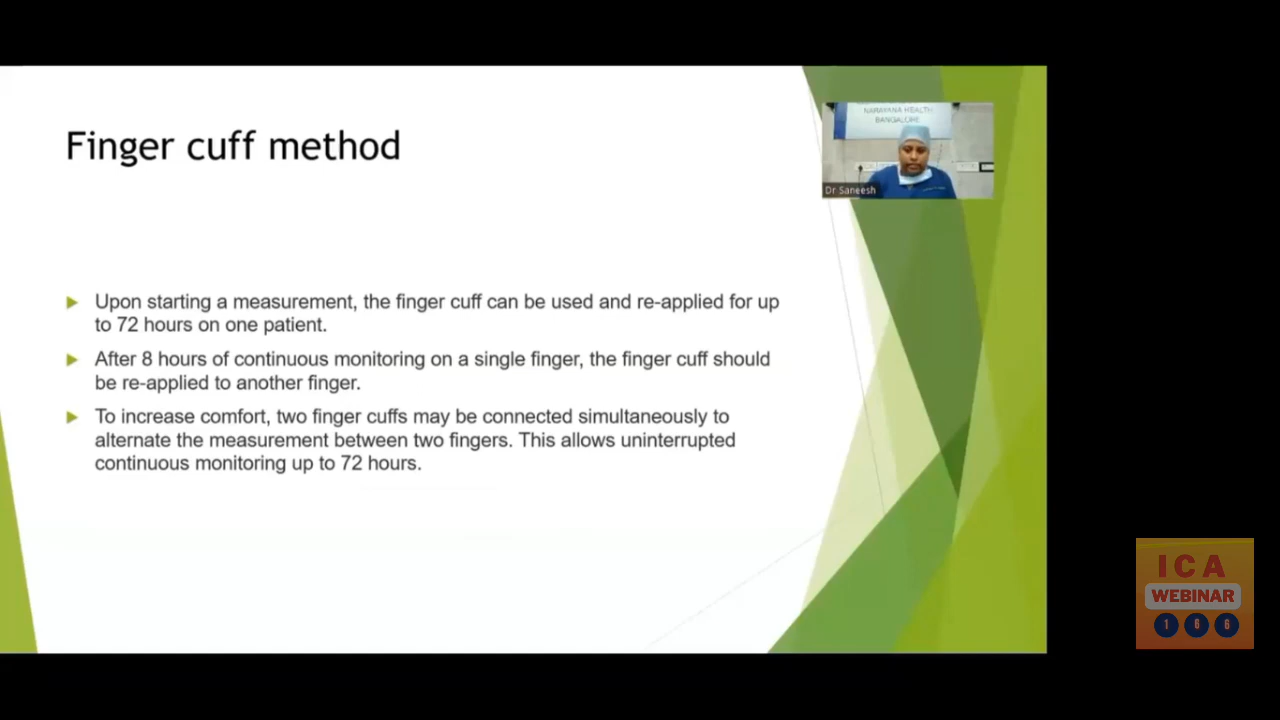 Finger cuff method
NARAYANA HEALTH
BANGALORE
Dr Saneesh
Upon starting a measurement, the finger cuff can be used and re-applied for up
to 72 hours on one patient.
After 8 hours of continuous monitoring on a single finger, the finger cuff should
be re-applied to another finger.
To increase comfort, two finger cuffs may be connected simultaneously to
alternate the measurement between two fingers. This allows uninterrupted
continuous monitoring up to 72 hours.
ICA
WEBINAR
1 6 6